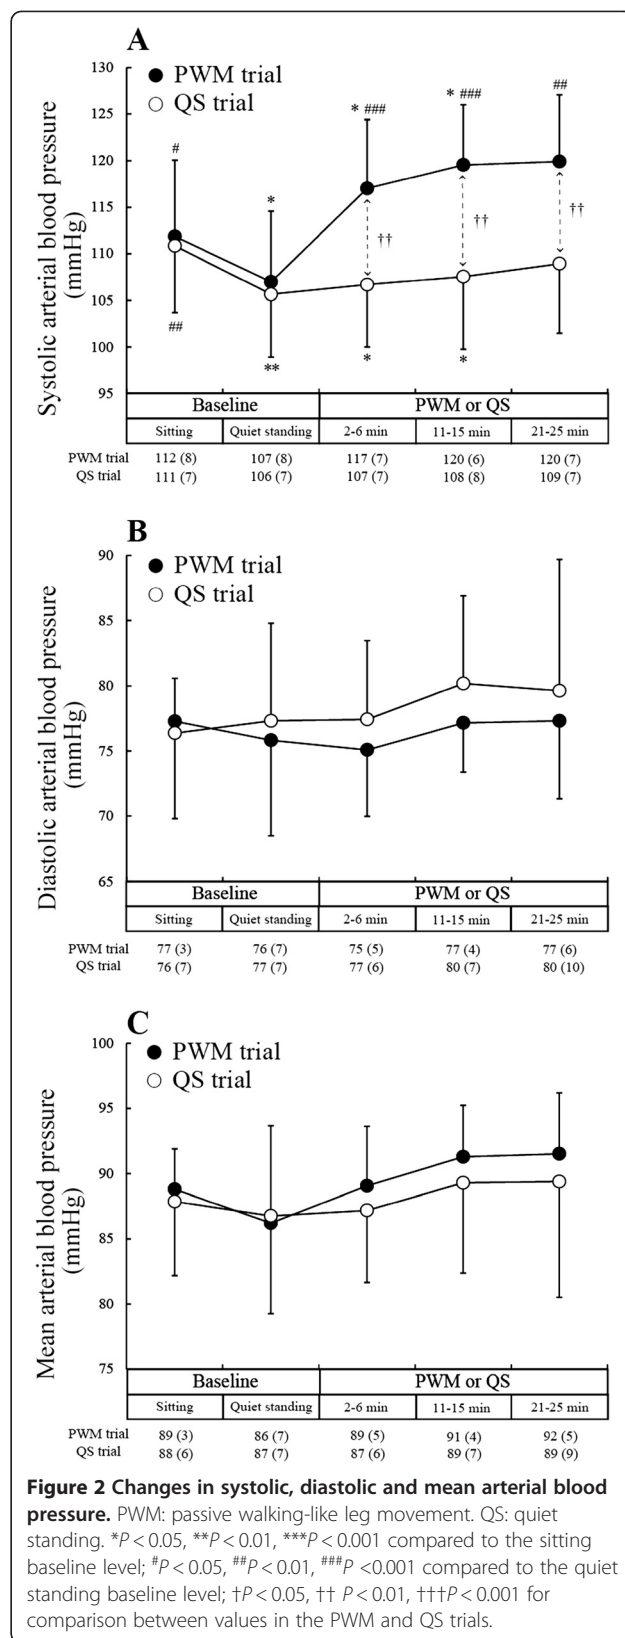 A
130
125
120
115
110
105
100
95
Systolic arterial blood pressure
(mmHg)
PWM trial
QS trial
#
*
* ###
* ###
##
††
††
††
##
**
*
*
Baseline PWM or QS
Sitting Quiet standing 2-6 min 11-15 min 21-25 min
PWM trial 112 (8) 107 (8) 117 (7) 120 (6) 120 (7)
QS trial 111 (7) 106 (7) 107 (7) 108 (8) 109 (7)
B
90
85
80
75
70
65
Diastolic arterial blood pressure
(mmHg)
PWM trial
QS trial
Baseline PWM or QS
Sitting Quiet standing 2-6 min 11-15 min 21-25 min
PWM trial 77 (3) 76 (7) 75 (5) 77 (4) 77 (6)
QS trial 76 (7) 77 (7) 77 (6) 80 (7) 80 (10)
C
100
95
90
85
80
75
Mean arterial blood pressure
(mmHg)
PWM trial
QS trial
Baseline PWM or QS
Sitting Quiet standing 2-6 min 11-15 min 21-25 min
PWM trial 89 (3) 86 (7) 89 (5) 91 (4) 92 (5)
QS trial 88 (6) 87 (7) 87 (6) 89 (7) 89 (9)
Figure 2 Changes in systolic, diastolic and mean arterial blood
pressure. PWM: passive walking-like leg movement. QS: quiet
standing. *P < 0.05, **P < 0.01, ***P < 0.001 compared to the sitting
baseline level; #P < 0.05, ##P < 0.01, ###P <0.001 compared to the quiet
standing baseline level; †P < 0.05, †† P < 0.01, †††P < 0.001 for
comparison between values in the PWM and QS trials.